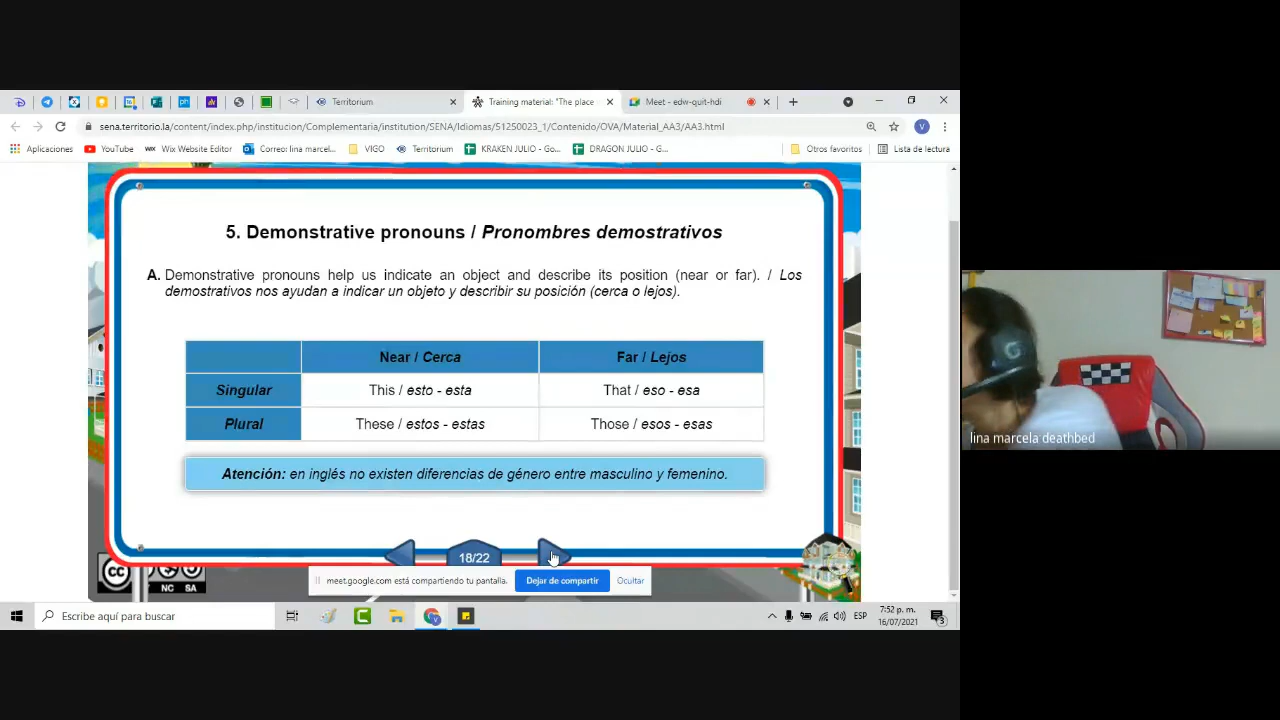 Territorium
Training material: "The place
Meet - edw-quit-hdi
sena.territorio.la/content/index.php/institucion/Complementaria/institution/SENA/Idiomas/51250023_1/Contenido/OVA/Material_AA3/AA3.html
Aplicaciones
YouTube
Wix Website Editor
Correo: lina marcel...
VIGO
Territorium
KRAKEN JULIO - Go...
DRAGON JULIO - G...
Otros favoritos
Lista de lectura
5. Demonstrative pronouns / Pronombres demostrativos
A. Demonstrative pronouns help us indicate an object and describe its position (near or far). / Los
demostrativos nos ayudan a indicar un objeto y describir su posición (cerca o lejos).
Near / Cerca Far / Lejos
Singular This / esto - esta That / eso - esa
Plural These / estos - estas Those / esos - esas
Atención: en inglés no existen diferencias de género entre masculino y femenino.
18/22
CC
NC SA
meet.google.com está compartiendo tu pantalla.
Dejar de compartir
Ocultar
Escribe aquí para buscar
ESP
7:52 p. m.
16/07/2021
3
lina marcela deathbed
G
V